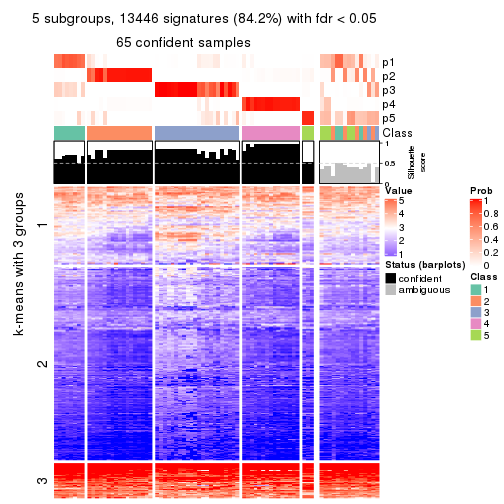 5 subgroups, 13446 signatures (84.2%) with fdr < 0.05
65 confident samples
p1
p2
p3
p4
p5
Class
1
0.5
0
Silhouette
score
k-means with 3 groups
1
2
3
Value
5
4
3
2
1
Status (barplots)
confident
ambiguous
Prob
1
0.8
0.6
0.4
0.2
0
Class
1
2
3
4
5